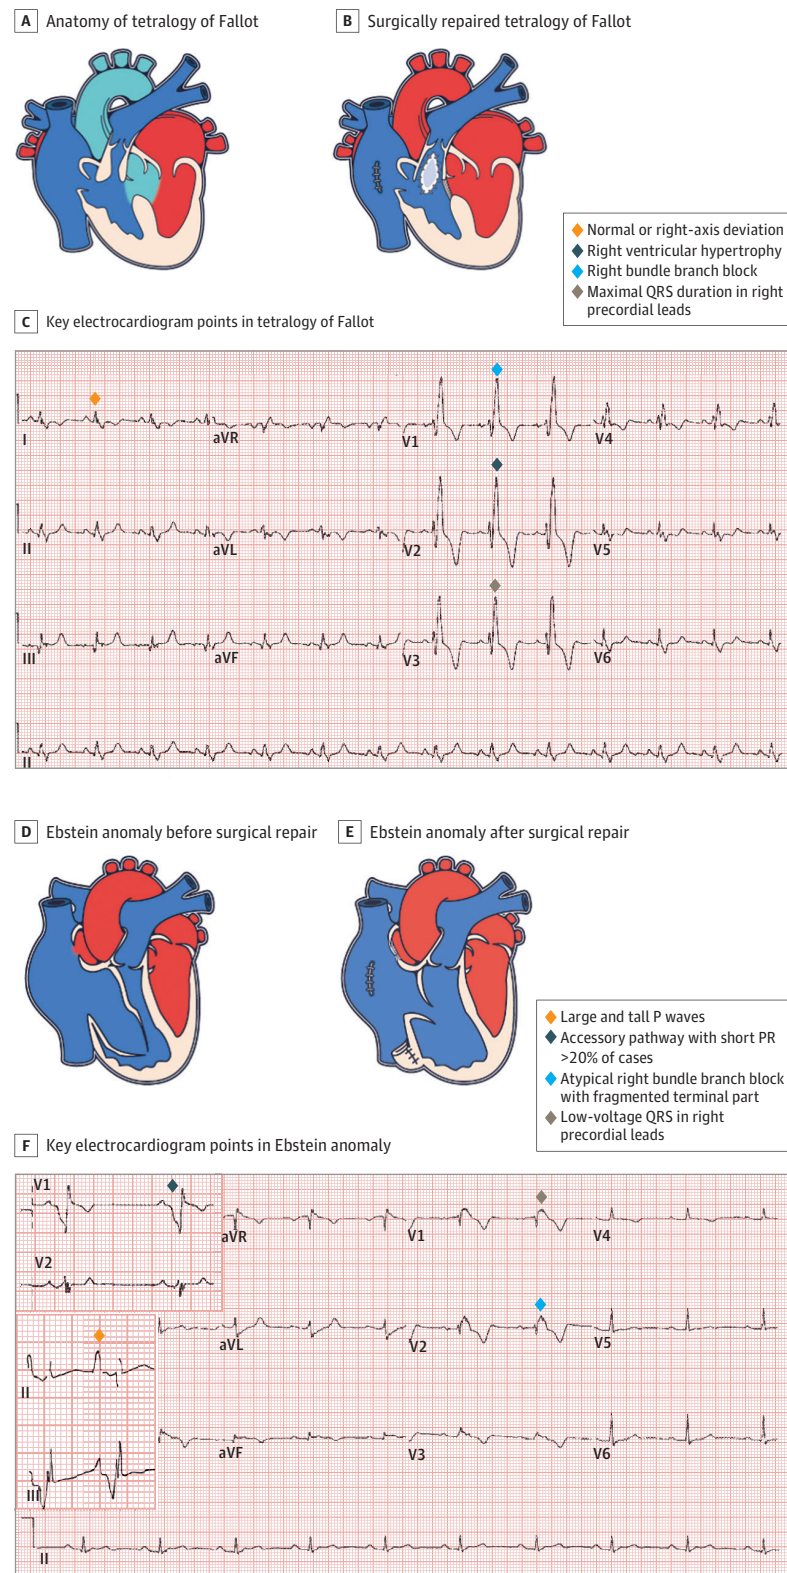 A Anatomy of tetralogy of Fallot
B Surgically repaired tetralogy of Fallot
Normal or right-axis deviation
Right ventricular hypertrophy
Right bundle branch block
Maximal QRS duration in right
precordial leads
C Key electrocardiogram points in tetralogy of Fallot
I
aVR
V1
V4
II
aVL
V2
V5
III
aVF
V3
V6
II
D Ebstein anomaly before surgical repair
E Ebstein anomaly after surgical repair
Large and tall P waves
Accessory pathway with short PR
>20% of cases
Atypical right bundle branch block
with fragmented terminal part
Low-voltage QRS in right
precordial leads
F Key electrocardiogram points in Ebstein anomaly
V1
aVR
V1
V4
V2
aVL
V2
V5
II
aVF
V3
V6
III
II